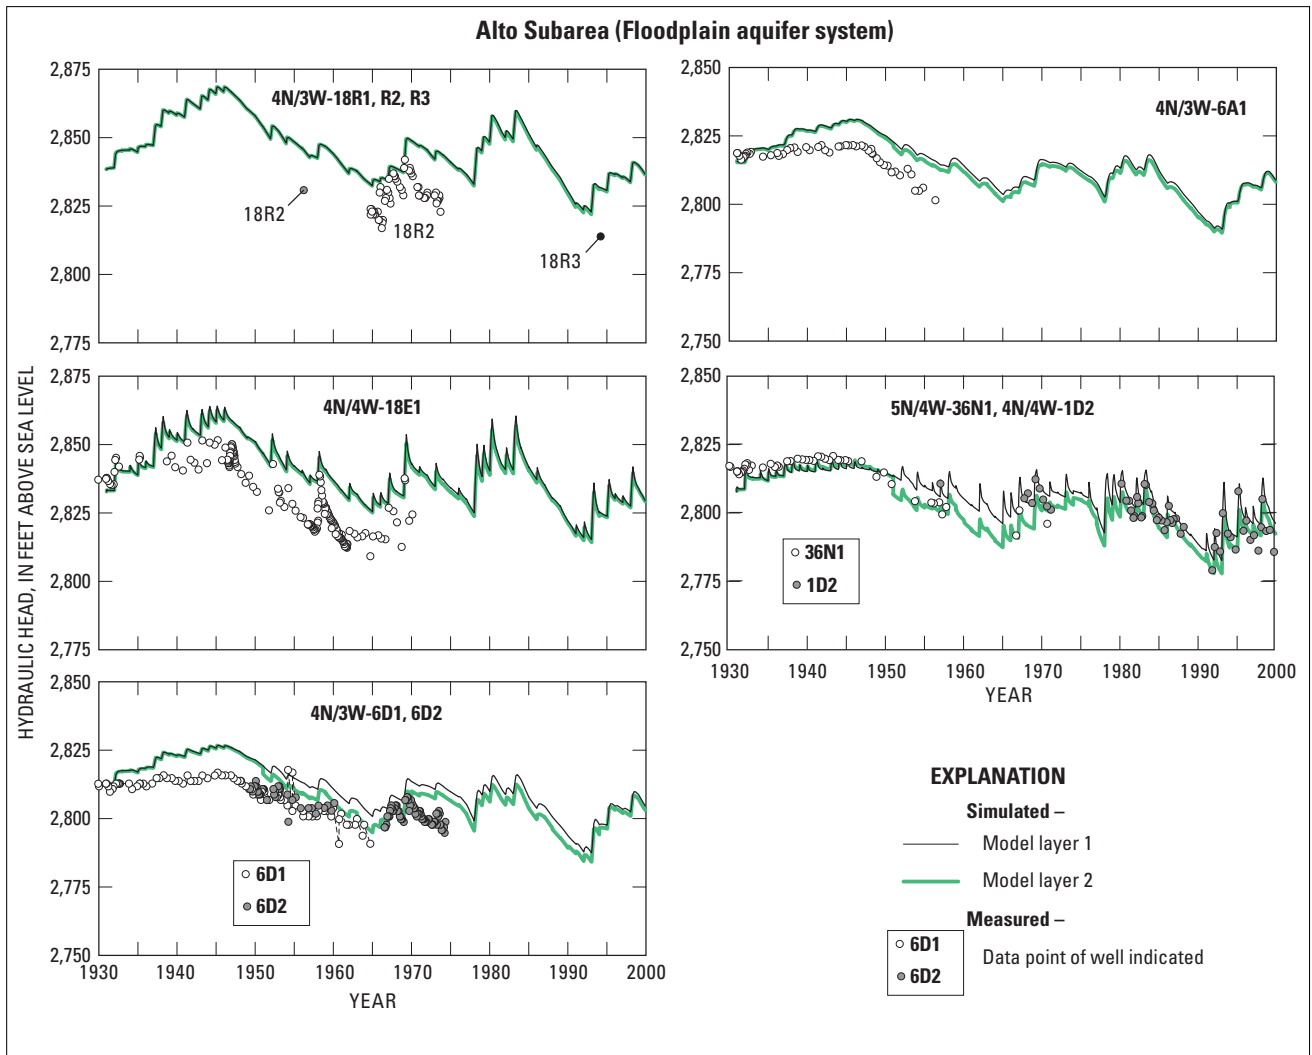 Alto Subarea (Floodplain aquifer system)
HYDRAULIC HEAD, IN FEET ABOVE SEA LEVEL
2,875
2,850
2,825
2,800
2,775
4N/3W-18R1, R2, R3
18R2
18R2
18R3
2,850
2,825
2,800
2,775
2,750
4N/3W-6A1
2,875
2,850
2,825
2,800
2,775
4N/4W-18E1
2,850
2,825
2,800
2,775
2,750
5N/4W-36N1, 4N/4W-1D2
36N1
1D2
1930 1940 1950 1960 1970 1980 1990 2000
YEAR
2,850
2,825
2,800
2,775
2,750
4N/3W-6D1, 6D2
6D1
6D2
1930 1940 1950 1960 1970 1980 1990 2000
YEAR
EXPLANATION
Simulated –
Model layer 1
Model layer 2
Measured –
6D1
6D2
Data point of well indicated